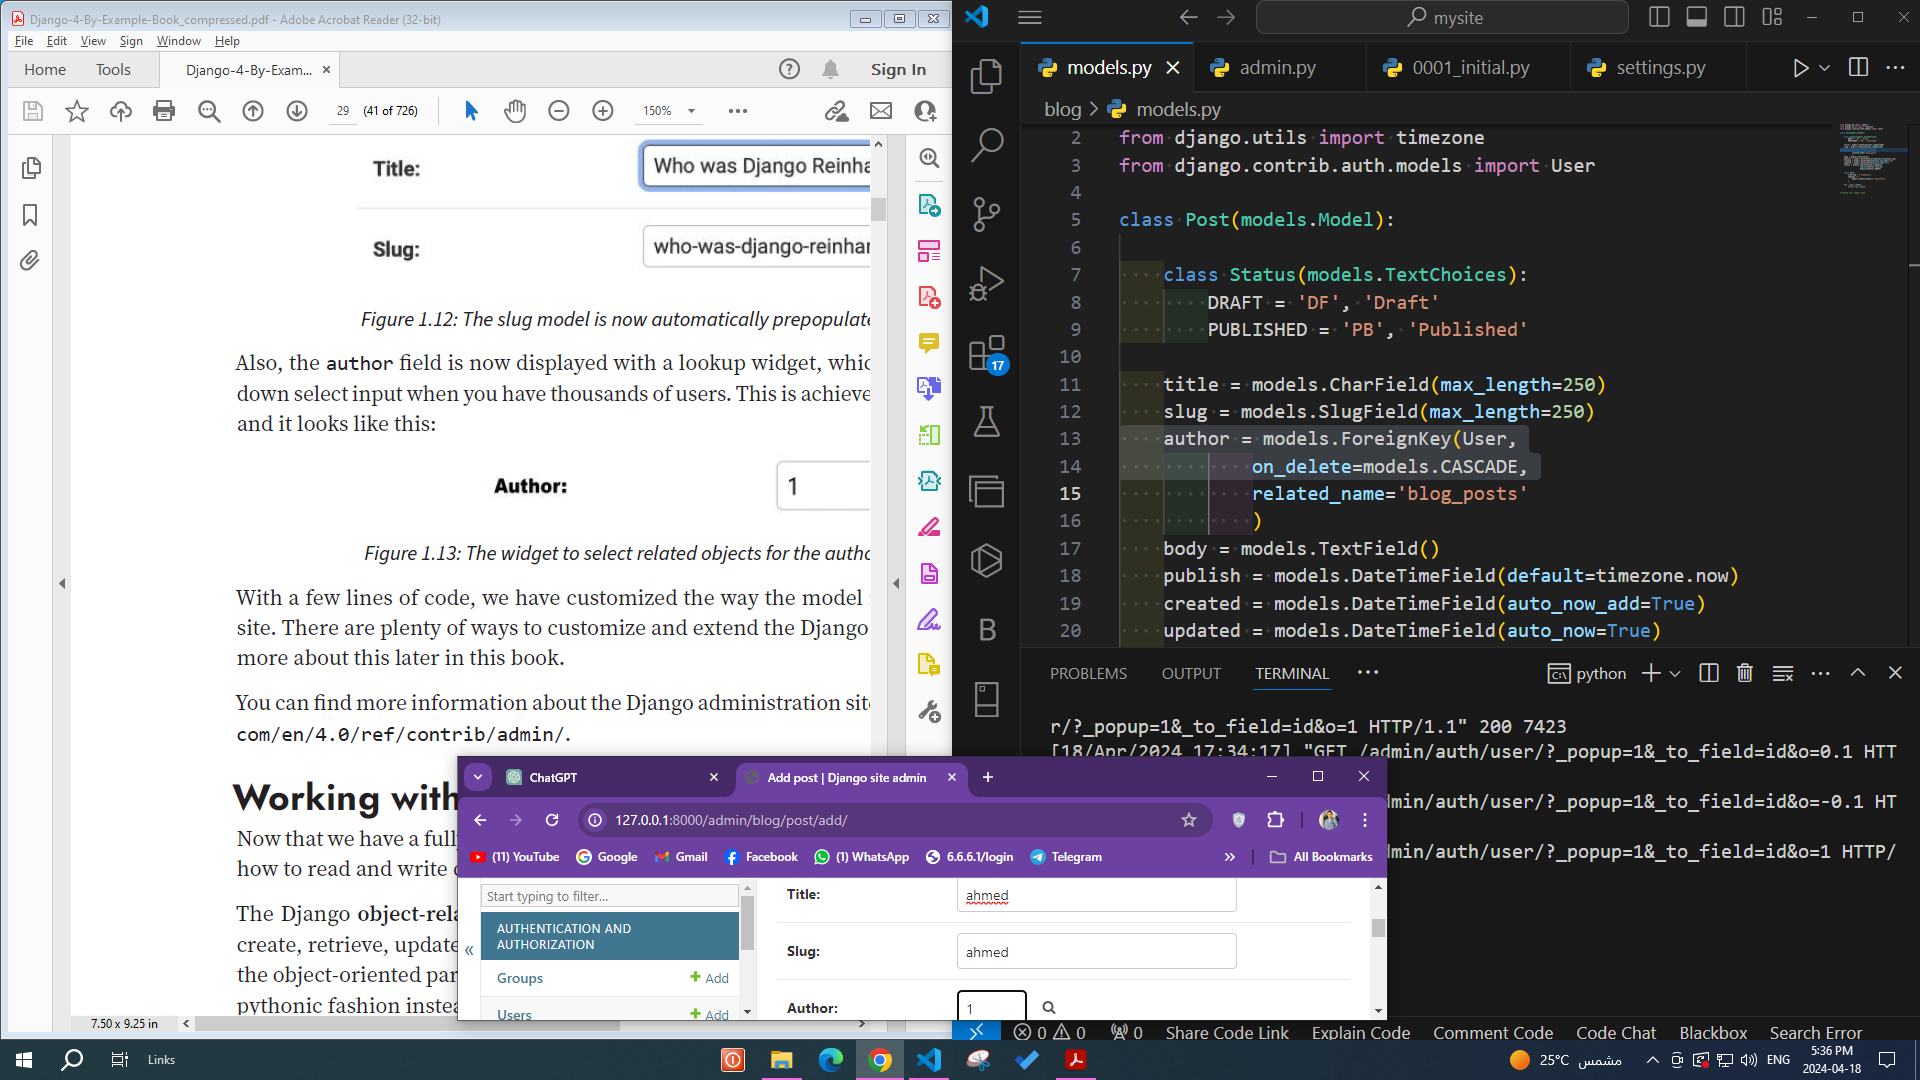 Django-4-By-Example-Book_compressed.pdf - Adobe Acrobat Reader (32-bit)
File Edit View Sign Window Help
Home Tools Django-4-By-Exam... Sign In
29 (41 of 726) 150%
Title: Who was Django Reinha
Slug: who-was-django-reinhar
Figure 1.12: The slug model is now automatically prepopulate
Also, the author field is now displayed with a lookup widget, whic
down select input when you have thousands of users. This is achieve
and it looks like this:
Author: 1
Figure 1.13: The widget to select related objects for the autho
With a few lines of code, we have customized the way the model
site. There are plenty of ways to customize and extend the Django
more about this later in this book.
You can find more information about the Django administration sit
com/en/4.0/ref/contrib/admin/.
Working with
Now that we have a full
how to read and write
The Django object-rela
create, retrieve, update
the object-oriented par
pythonic fashion instea
7.50 x 9.25 in
mysite
models.py admin.py 0001_initial.py settings.py
blog > models.py
2 from django.utils import timezone
3 from django.contrib.auth.models import User
4
5 class Post(models.Model):
6
7 class Status(models.TextChoices):
8 DRAFT = 'DF', 'Draft'
9 PUBLISHED = 'PB', 'Published'
10
11 title = models.CharField(max_length=250)
12 slug = models.SlugField(max_length=250)
13 author = models.ForeignKey(User,
14 on_delete=models.CASCADE,
15 related_name='blog_posts'
16 )
17 body = models.TextField()
18 publish = models.DateTimeField(default=timezone.now)
19 created = models.DateTimeField(auto_now_add=True)
20 updated = models.DateTimeField(auto_now=True)
17
B
PROBLEMS OUTPUT TERMINAL python
r/?_popup=1&_to_field=id&o=1 HTTP/1.1" 200 7423
[18/Apr/2024 17:34:17] "GET /admin/auth/user/?_popup=1&_to_field=id&o=0.1 HTT
min/auth/user/?_popup=1&_to_field=id&o=-0.1 HT
min/auth/user/?_popup=1&_to_field=id&o=1 HTTP/
ChatGPT Add post | Django site admin
127.0.0.1:8000/admin/blog/post/add/
(11) YouTube Google Gmail Facebook (1) WhatsApp 6.6.6.1/login Telegram » All Bookmarks
Start typing to filter...
AUTHENTICATION AND
AUTHORIZATION
Groups + Add
Users + Add
«
Title: ahmed
Slug: ahmed
Author: 1
0 0 0 Share Code Link Explain Code Comment Code Code Chat Blackbox Search Error
Links 25°C مشمس ENG 5:36 PM
2024-04-18